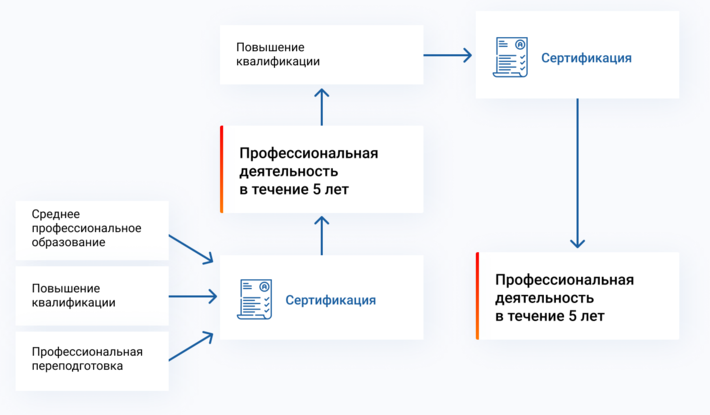 Повышение
квалификации
Сертификация
Профессиональная
деятельность
в течение 5 лет
Среднее
профессиональное
образование
Повышение
квалификации
Профессиональная
переподготовка
Сертификация
Профессиональная
деятельность
в течение 5 лет